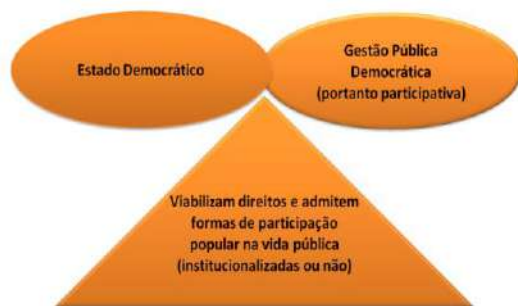 Estado Democrático
Gestão Pública
Democrática
(portanto participativa)
Viabilizam direitos e admitem
formas de participação
popular na vida pública
(institucionalizadas ou não)